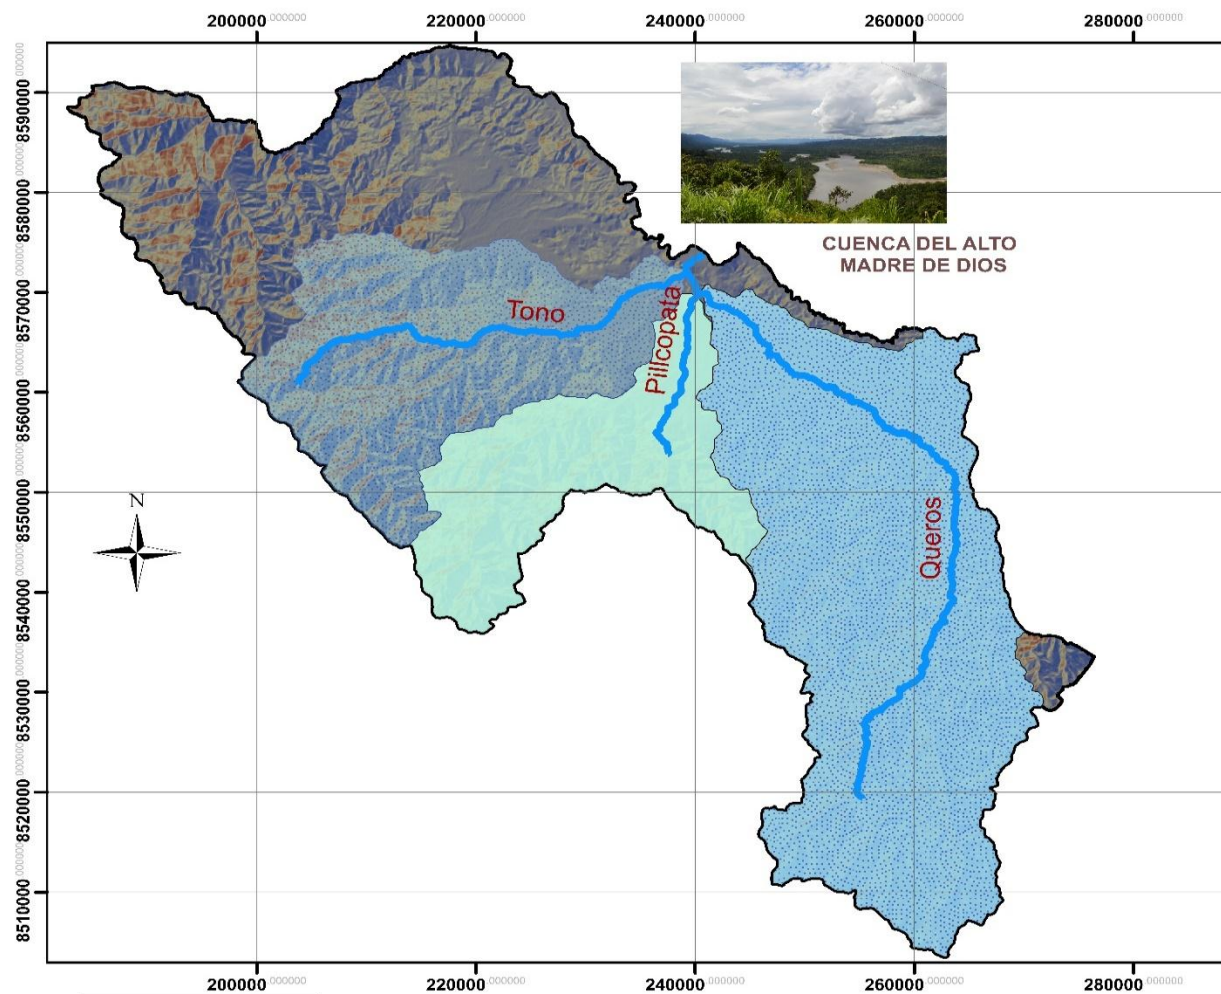 200000.000000 220000.000000 240000.000000 260000.000000 280000.000000
8590000.000000
8580000.000000
8570000.000000
8560000.000000
8550000.000000
8540000.000000
8530000.000000
8520000.000000
8510000.000000
CUENCA DEL ALTO
MADRE DE DIOS
Tono
Pillcopata
Queros
N
200000.000000 220000.000000 240000.000000 260000.000000 280000.000000